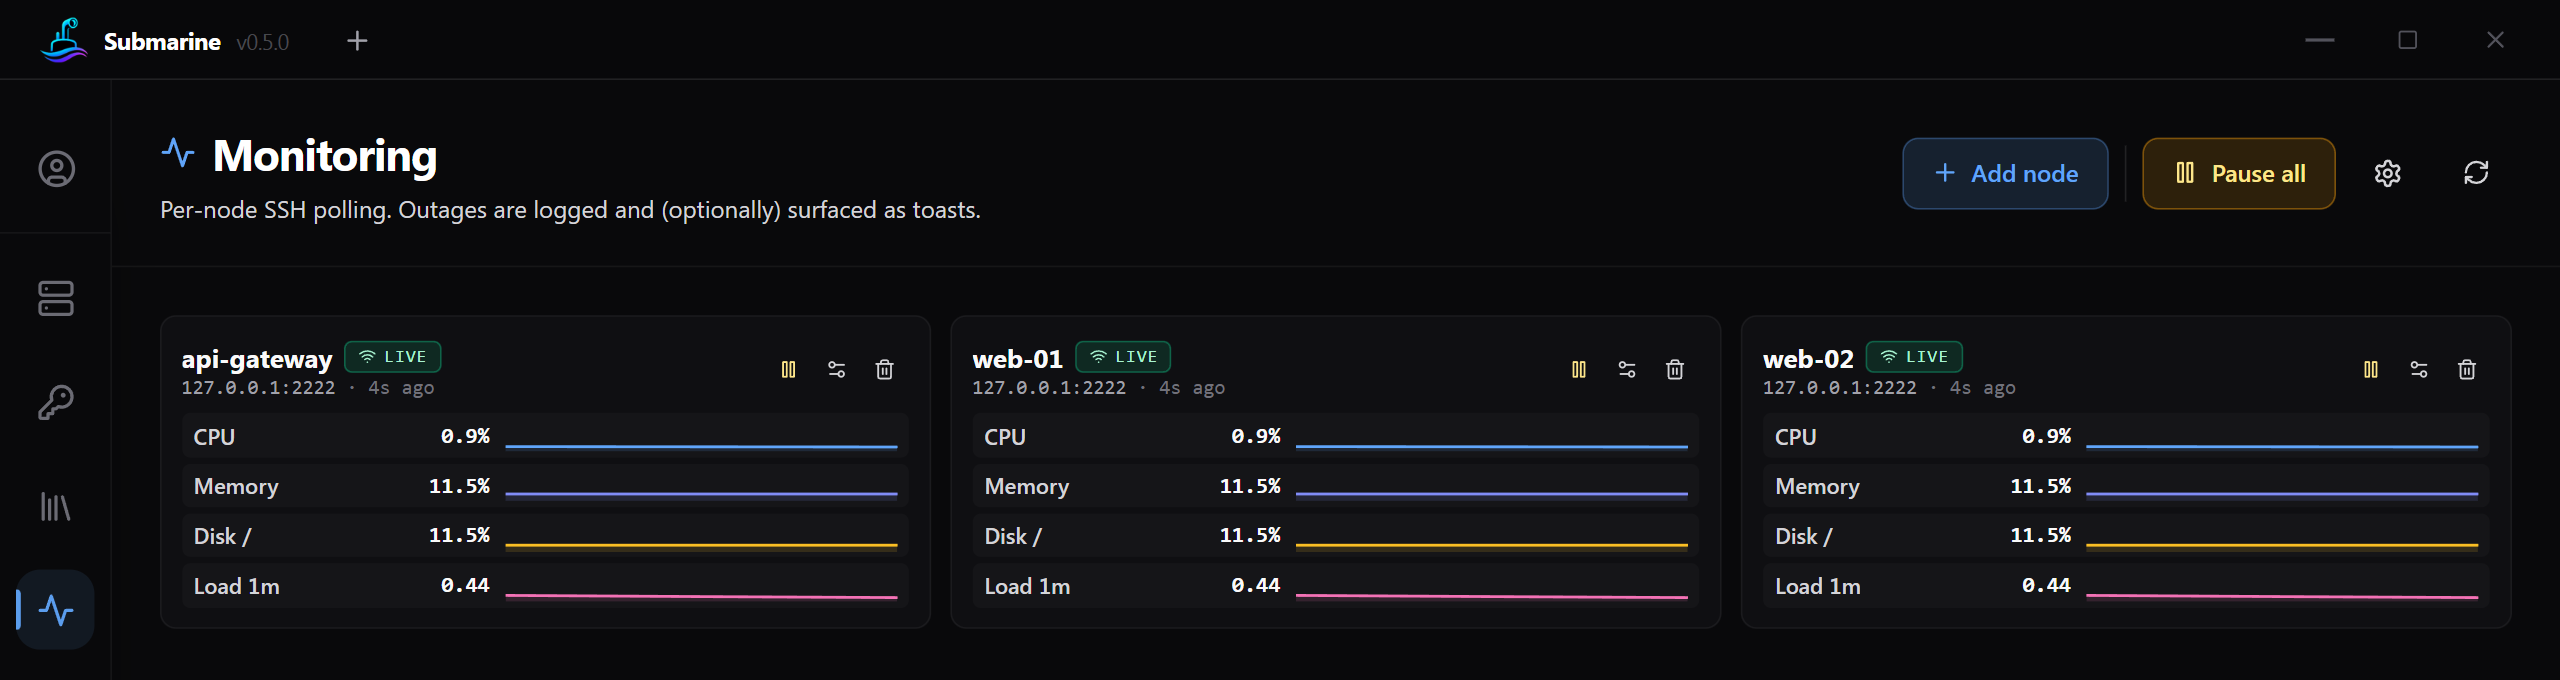 Submarine v0.5.0
Monitoring
Per-node SSH polling. Outages are logged and (optionally) surfaced as toasts.
Add node
Pause all
api-gateway LIVE
127.0.0.1:2222 · 4s ago
CPU 0.9%
Memory 11.5%
Disk / 11.5%
Load 1m 0.44
web-01 LIVE
127.0.0.1:2222 · 4s ago
CPU 0.9%
Memory 11.5%
Disk / 11.5%
Load 1m 0.44
web-02 LIVE
127.0.0.1:2222 · 4s ago
CPU 0.9%
Memory 11.5%
Disk / 11.5%
Load 1m 0.44